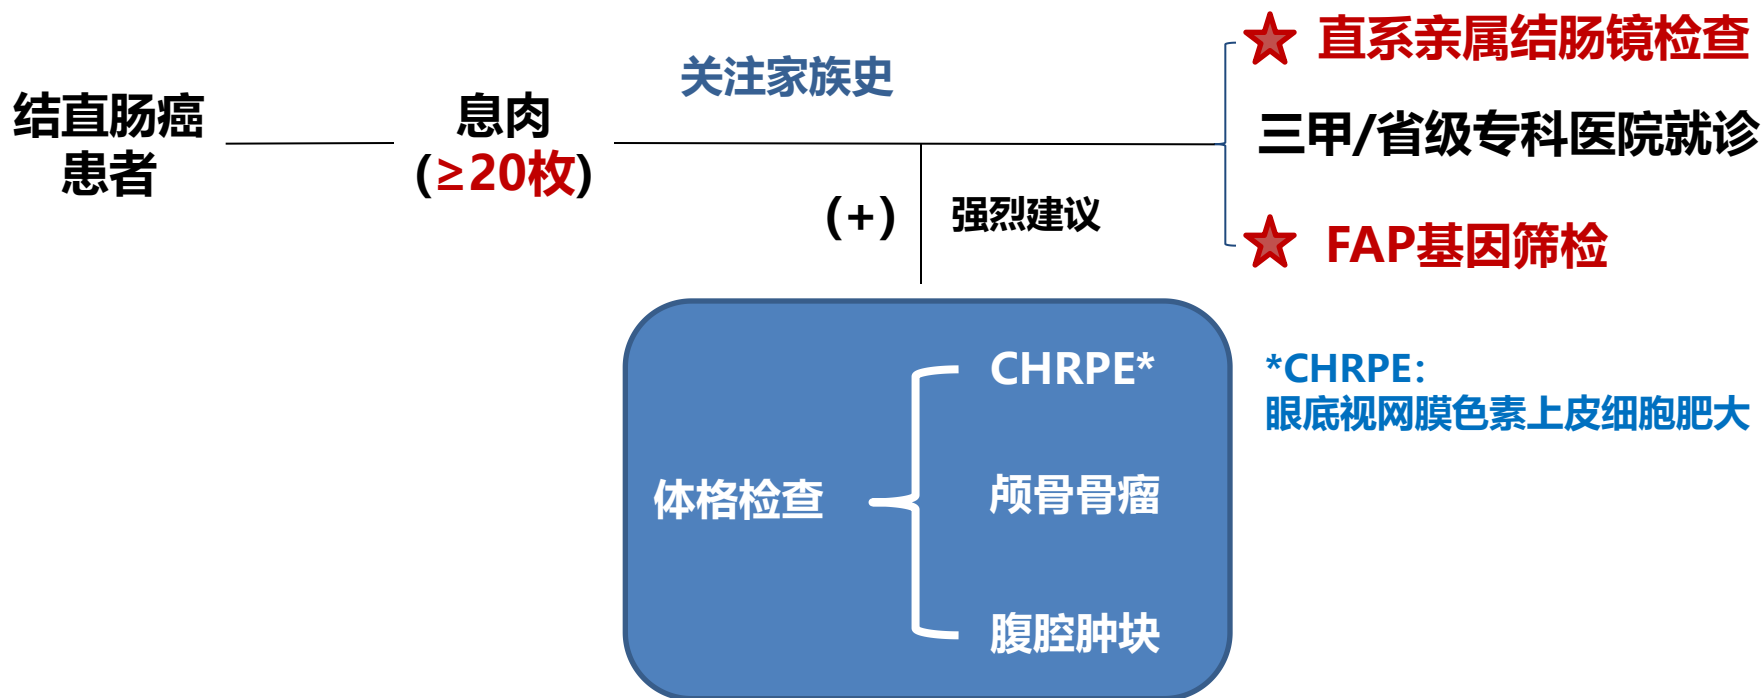 结直肠癌
患者
息肉
(≥20枚)
关注家族史
(+)
强烈建议
★ 直系亲属结肠镜检查
三甲/省级专科医院就诊
★ FAP基因筛检
体格检查
CHRPE*
颅骨骨瘤
腹腔肿块
*CHRPE：
眼底视网膜色素上皮细胞肥大